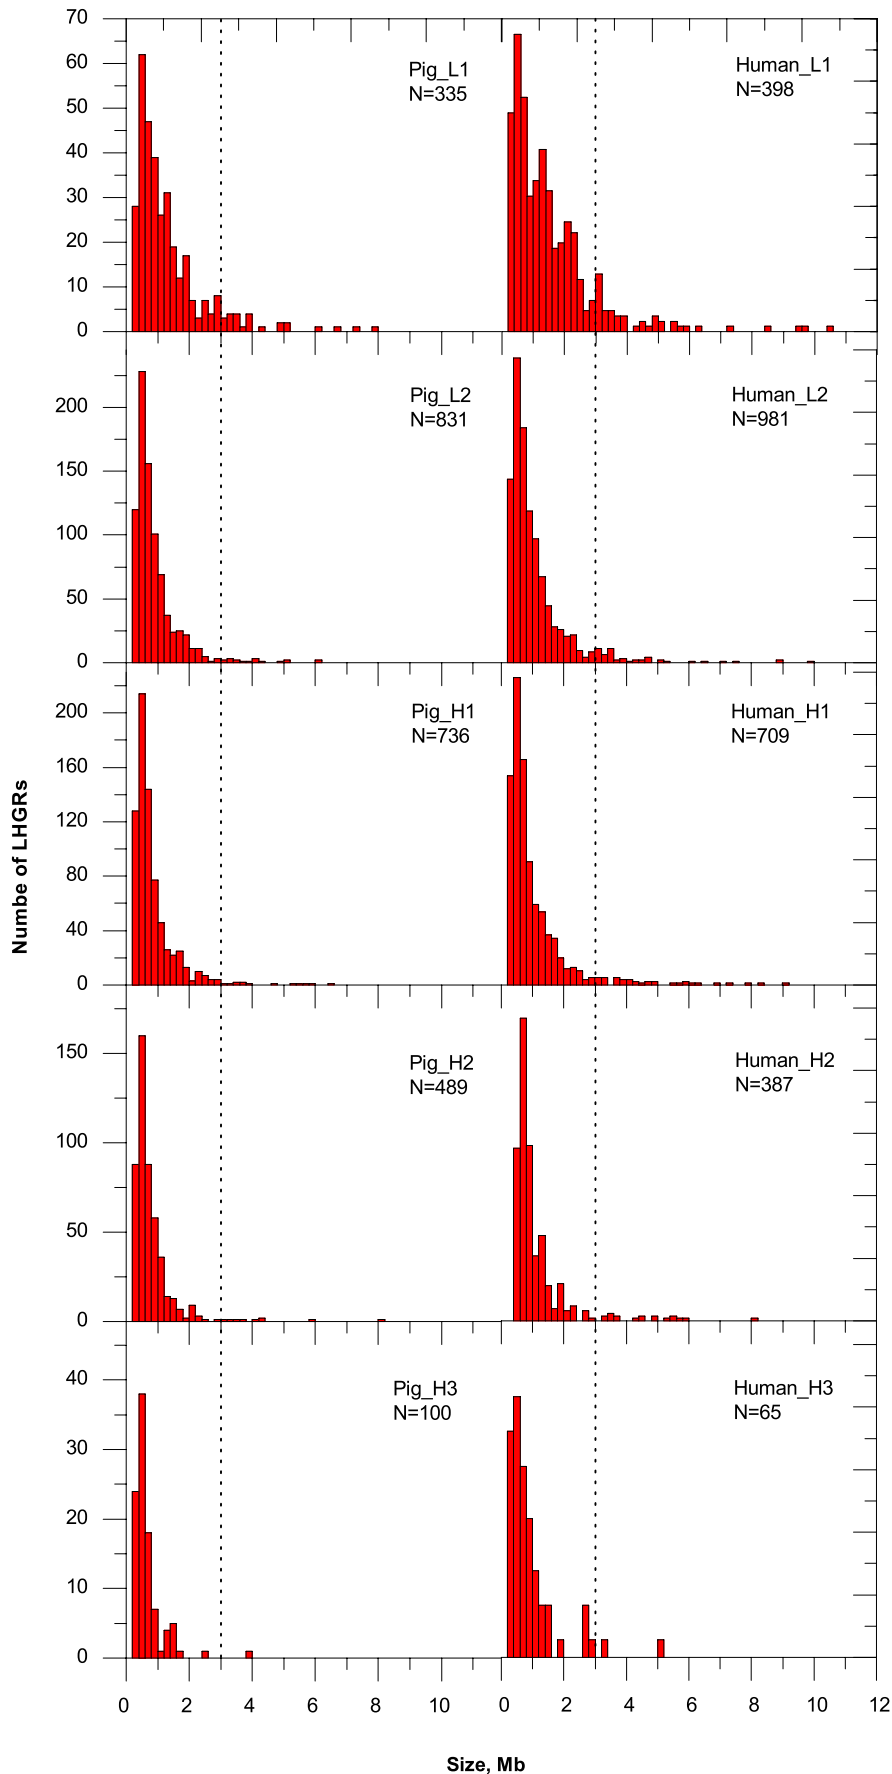 70
60
50
40
30
20
10
0
Pig_L1
N=335
Human_L1
N=398
200
150
100
50
0
Pig_L2
N=831
Human_L2
N=981
200
160
120
80
40
0
Pig_H1
N=736
Human_H1
N=709
Numbe of LHGRs
150
100
50
0
Pig_H2
N=489
Human_H2
N=387
40
30
20
10
0
Pig_H3
N=100
Human_H3
N=65
0 2 4 6 8 10 0 2 4 6 8 10 12
Size, Mb